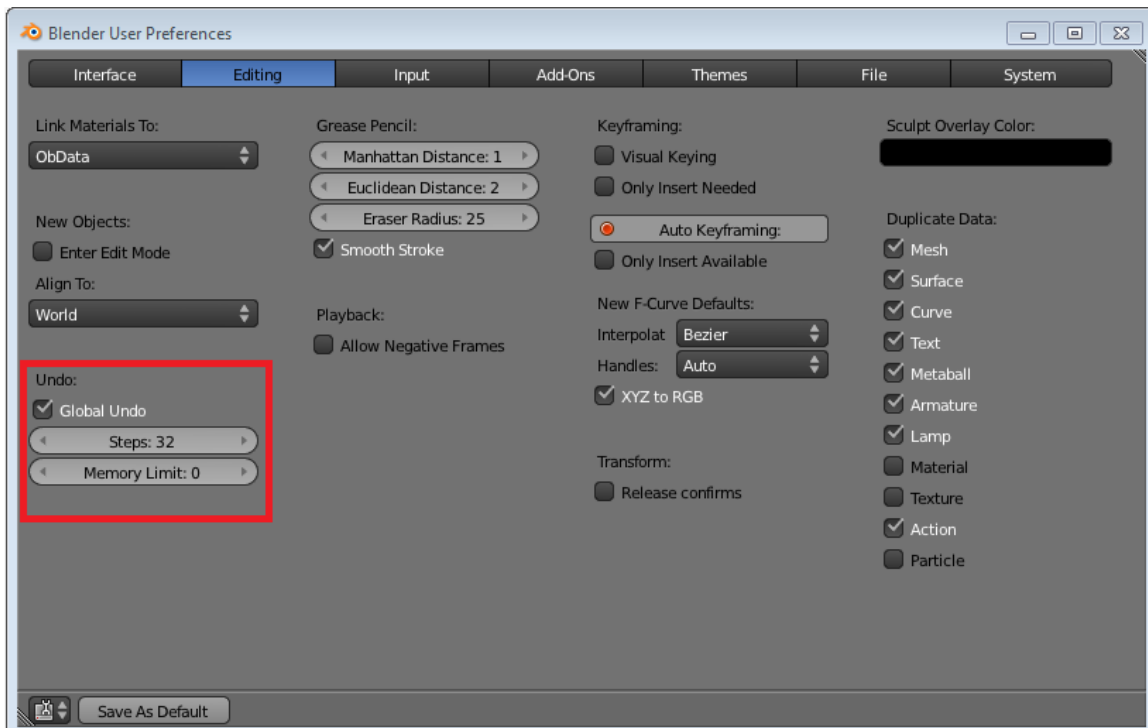 Blender User Preferences
Interface
Editing
Input
Add-Ons
Themes
File
System
Link Materials To:
ObData
New Objects:
Enter Edit Mode
Align To:
World
Undo:
Global Undo
Steps: 32
Memory Limit: 0
Grease Pencil:
Manhattan Distance: 1
Euclidean Distance: 2
Eraser Radius: 25
Smooth Stroke
Playback:
Allow Negative Frames
Keyframing:
Visual Keying
Only Insert Needed
Auto Keyframing:
Only Insert Available
New F-Curve Defaults:
Interpolat Bezier
Handles: Auto
XYZ to RGB
Transform:
Release confirms
Sculpt Overlay Color:
Duplicate Data:
Mesh
Surface
Curve
Text
Metaball
Armature
Lamp
Material
Texture
Action
Particle
Save As Default